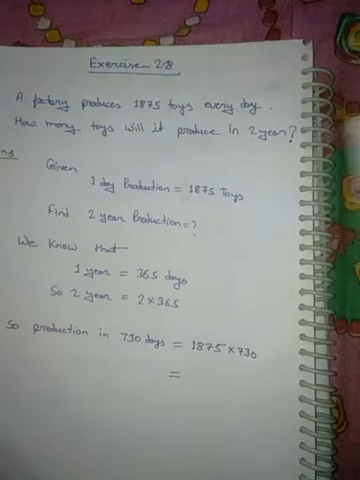 Exercise-2.8
A factory produces 1875 toys every day.
How many toys will it produce in 2 year?
Ans
Given
1 day Production = 1875 Toys
Find 2 year Production = ?
We Know that
1 year = 365 days
So 2 year = 2×365
So production in 730 days = 1875×730
=